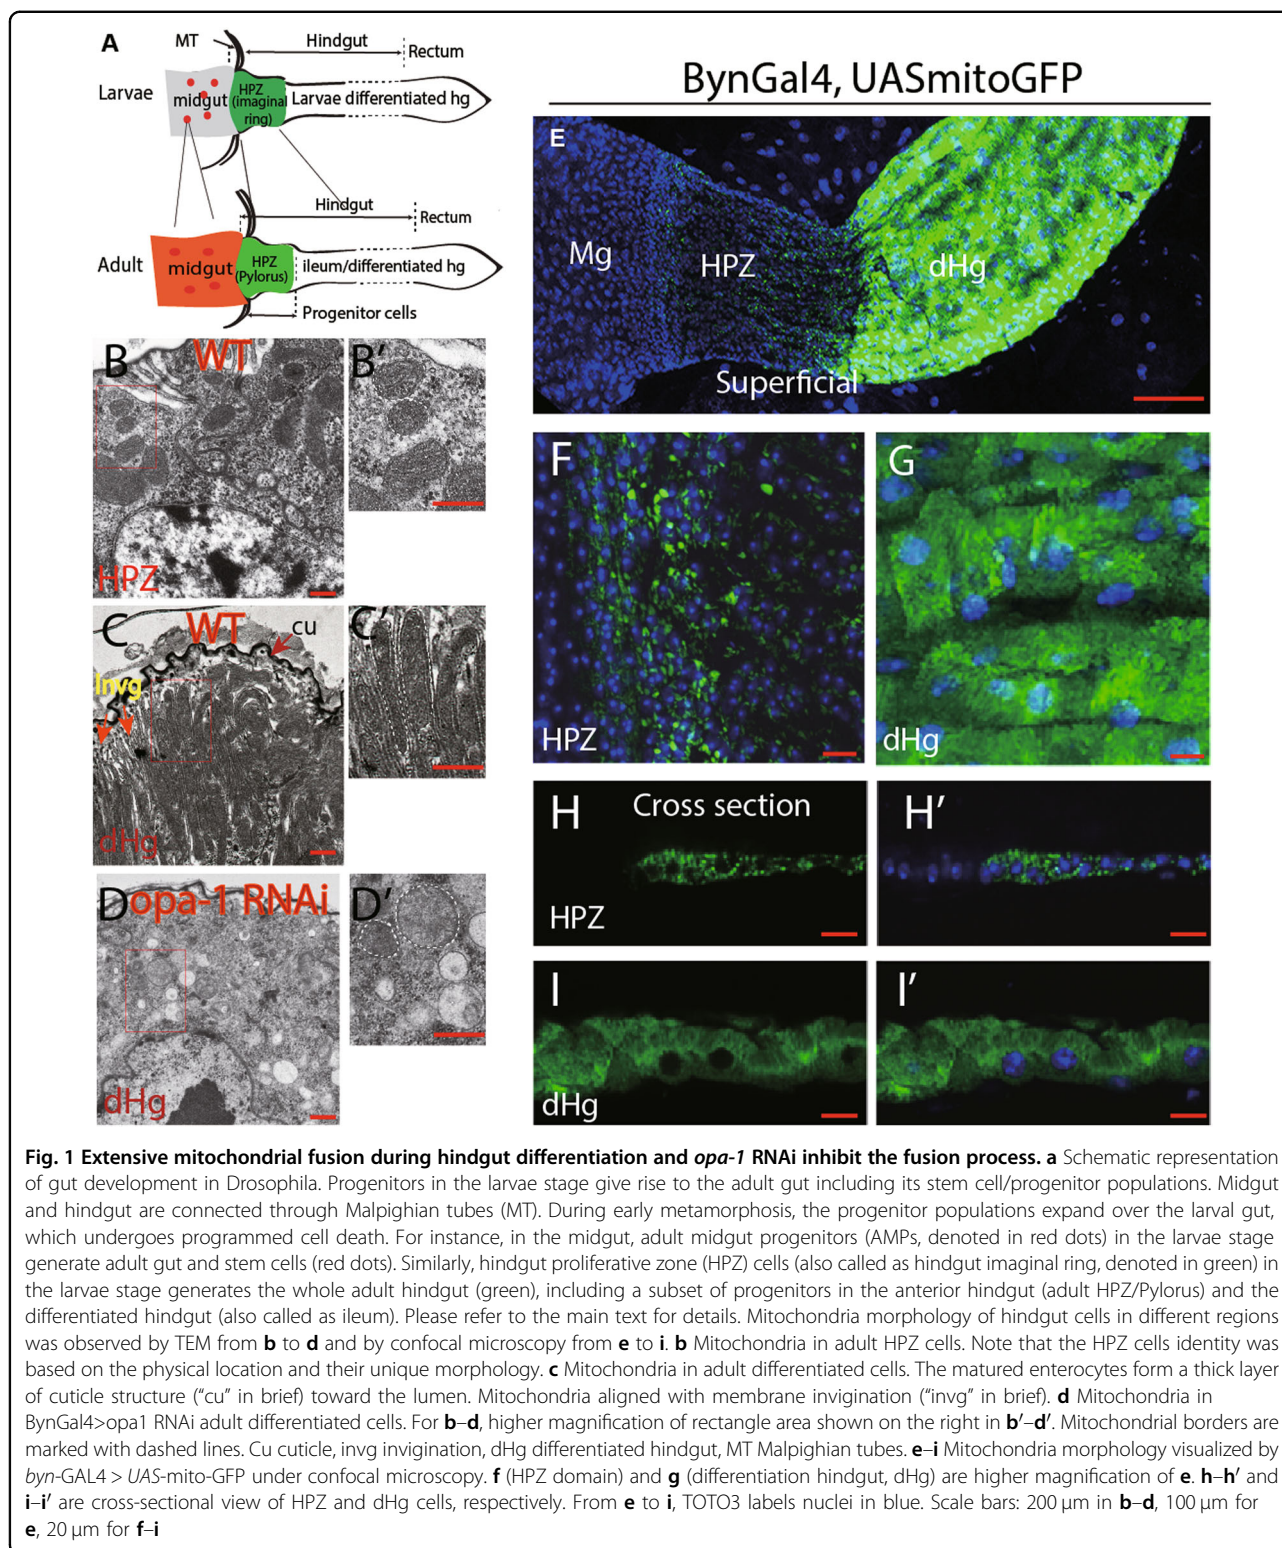 A
MT
Hindgut
Rectum
Larvae
midgut
HPZ
(imaginal
ring)
Larvae differentiated hg
Hindgut
Rectum
Adult
midgut
HPZ
(Pylorus)
ileum/differentiated hg
Progenitor cells
B
WT
HPZ
B'
C
WT
cu
Invg
dHg
C'
D
opa-1 RNAi
dHg
D'
BynGal4, UASmitoGFP
E
Mg
HPZ
dHg
Superficial
F
HPZ
G
dHg
H
Cross section
HPZ
H'
I
dHg
I'
Fig. 1 Extensive mitochondrial fusion during hindgut differentiation and opa-1 RNAi inhibit the fusion process. a Schematic representation
of gut development in Drosophila. Progenitors in the larvae stage give rise to the adult gut including its stem cell/progenitor populations. Midgut
and hindgut are connected through Malpighian tubes (MT). During early metamorphosis, the progenitor populations expand over the larval gut,
which undergoes programmed cell death. For instance, in the midgut, adult midgut progenitors (AMPs, denoted in red dots) in the larvae stage
generate adult gut and stem cells (red dots). Similarly, hindgut proliferative zone (HPZ) cells (also called as hindgut imaginal ring, denoted in green) in
the larvae stage generates the whole adult hindgut (green), including a subset of progenitors in the anterior hindgut (adult HPZ/Pylorus) and the
differentiated hindgut (also called as ileum). Please refer to the main text for details. Mitochondria morphology of hindgut cells in different regions
was observed by TEM from b to d and by confocal microscopy from e to i. b Mitochondria in adult HPZ cells. Note that the HPZ cells identity was
based on the physical location and their unique morphology. c Mitochondria in adult differentiated cells. The matured enterocytes form a thick layer
of cuticle structure (“cu” in brief) toward the lumen. Mitochondria aligned with membrane invigination (“invg” in brief). d Mitochondria in
BynGal4>opa1 RNAi adult differentiated cells. For b–d, higher magnification of rectangle area shown on the right in b′–d′. Mitochondrial borders are
marked with dashed lines. Cu cuticle, invg invigination, dHg differentiated hindgut, MT Malpighian tubes. e–i Mitochondria morphology visualized by
byn-GAL4 > UAS-mito-GFP under confocal microscopy. f (HPZ domain) and g (differentiation hindgut, dHg) are higher magnification of e. h–h′ and
i–i′ are cross-sectional view of HPZ and dHg cells, respectively. From e to i, TOTO3 labels nuclei in blue. Scale bars: 200 µm in b–d, 100 µm for
e, 20 µm for f–i